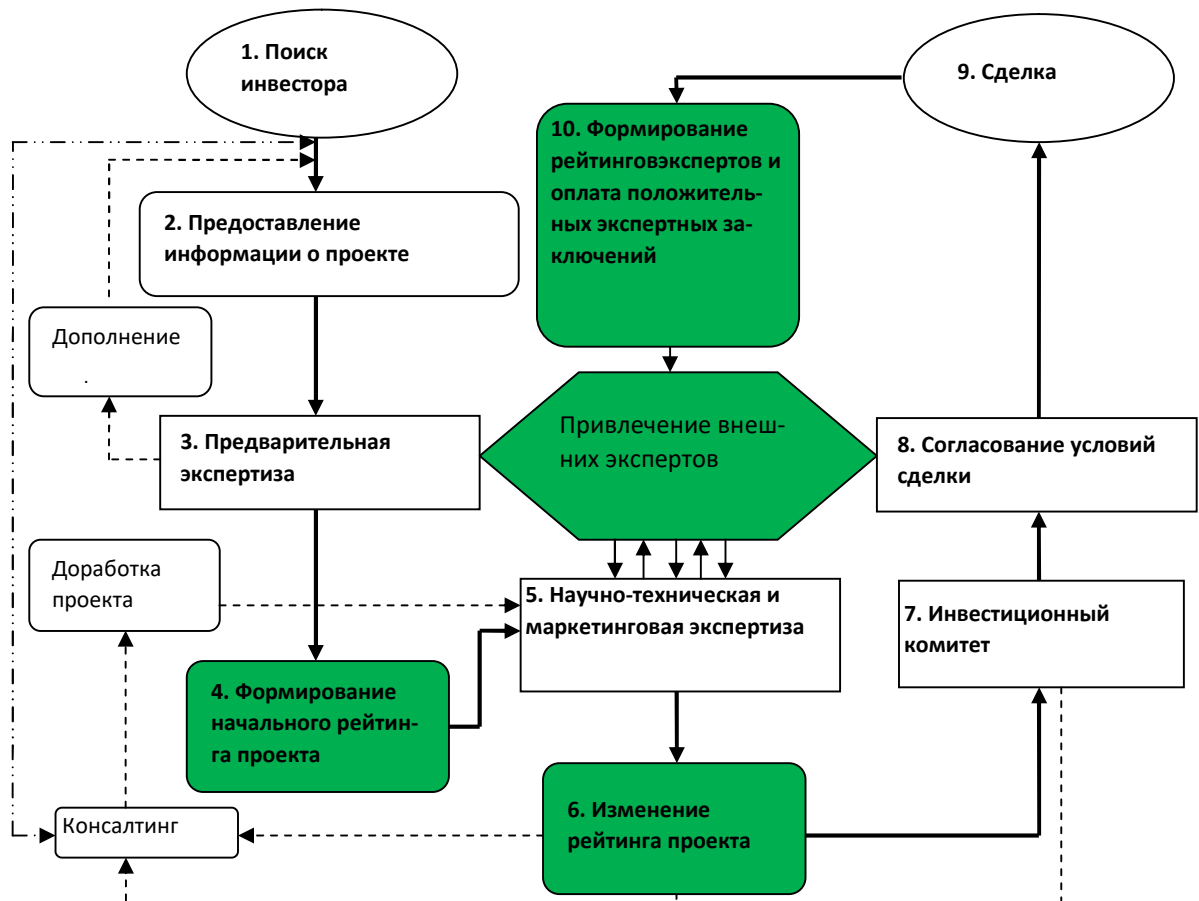 1. Поиск
инвестора
9. Сделка
10. Формирование
рейтинговэкспертов и
оплата положитель-
ных экспертных за-
ключений
2. Предоставление
информации о проекте
Дополнение
.
Привлечение внеш-
них экспертов
3. Предварительная
экспертиза
8. Согласование условий
сделки
Доработка
проекта
5. Научно-техническая и
маркетинговая экспертиза
7. Инвестиционный
комитет
4. Формирование
начального рейтин-
га проекта
6. Изменение
рейтинга проекта
Консалтинг